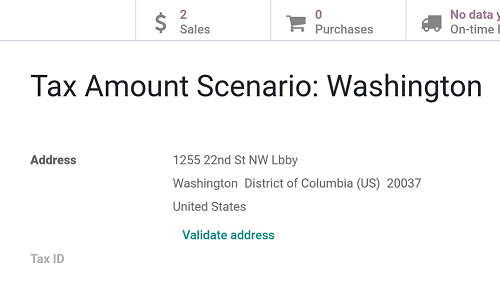 2
Sales
0
Purchases
No data
On-time
Tax Amount Scenario: Washington
Address
1255 22nd St NW Lbby
Washington District of Columbia (US) 20037
United States
Validate address
Tax ID